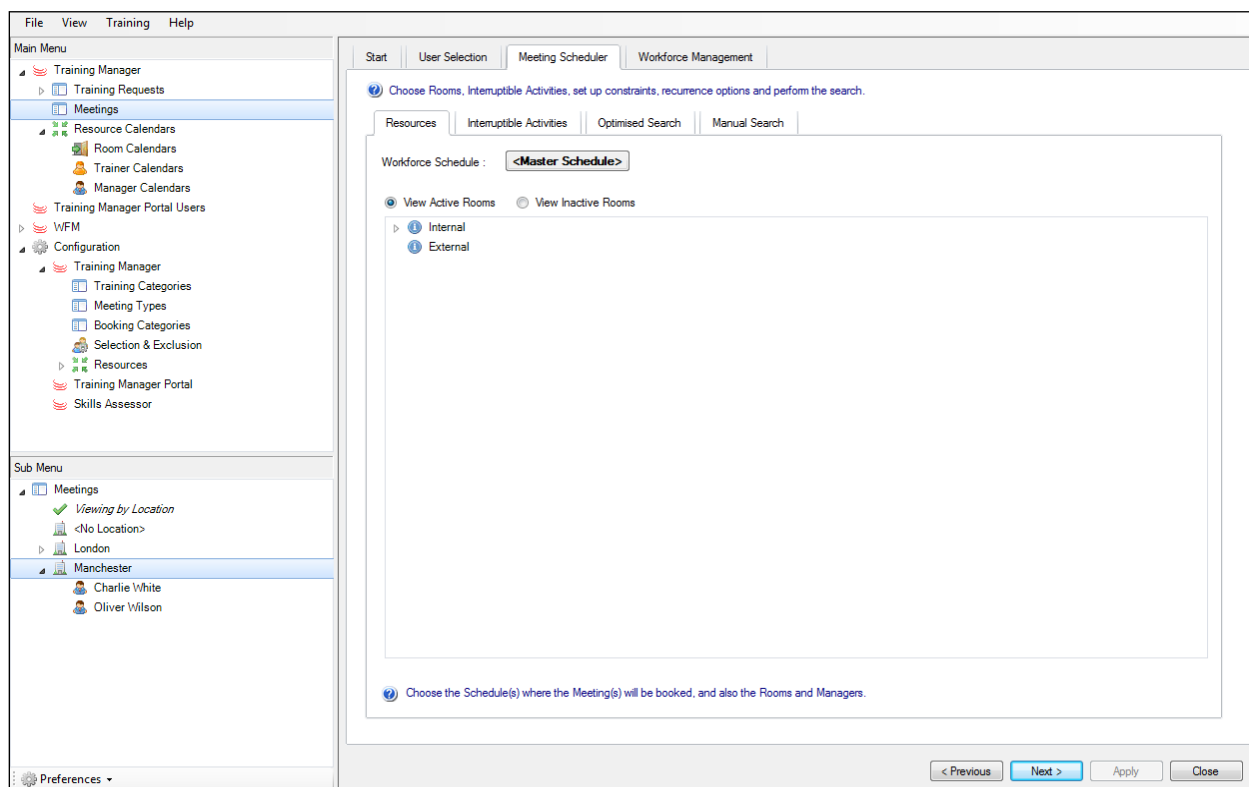 File View Training Help
Main Menu
Training Manager
Training Requests
Meetings
Resource Calendars
Room Calendars
Trainer Calendars
Manager Calendars
Training Manager Portal Users
WFM
Configuration
Training Manager
Training Categories
Meeting Types
Booking Categories
Selection & Exclusion
Resources
Training Manager Portal
Skills Assessor
Sub Menu
Meetings
Viewing by Location
<No Location>
London
Manchester
Charlie White
Oliver Wilson
Preferences
Start User Selection Meeting Scheduler Workforce Management
Choose Rooms, Interruptible Activities, set up constraints, recurrence options and perform the search.
Resources Interruptible Activities Optimised Search Manual Search
Workforce Schedule : <Master Schedule>
View Active Rooms View Inactive Rooms
Internal
External
Choose the Schedule(s) where the Meeting(s) will be booked, and also the Rooms and Managers.
< Previous Next > Apply Close